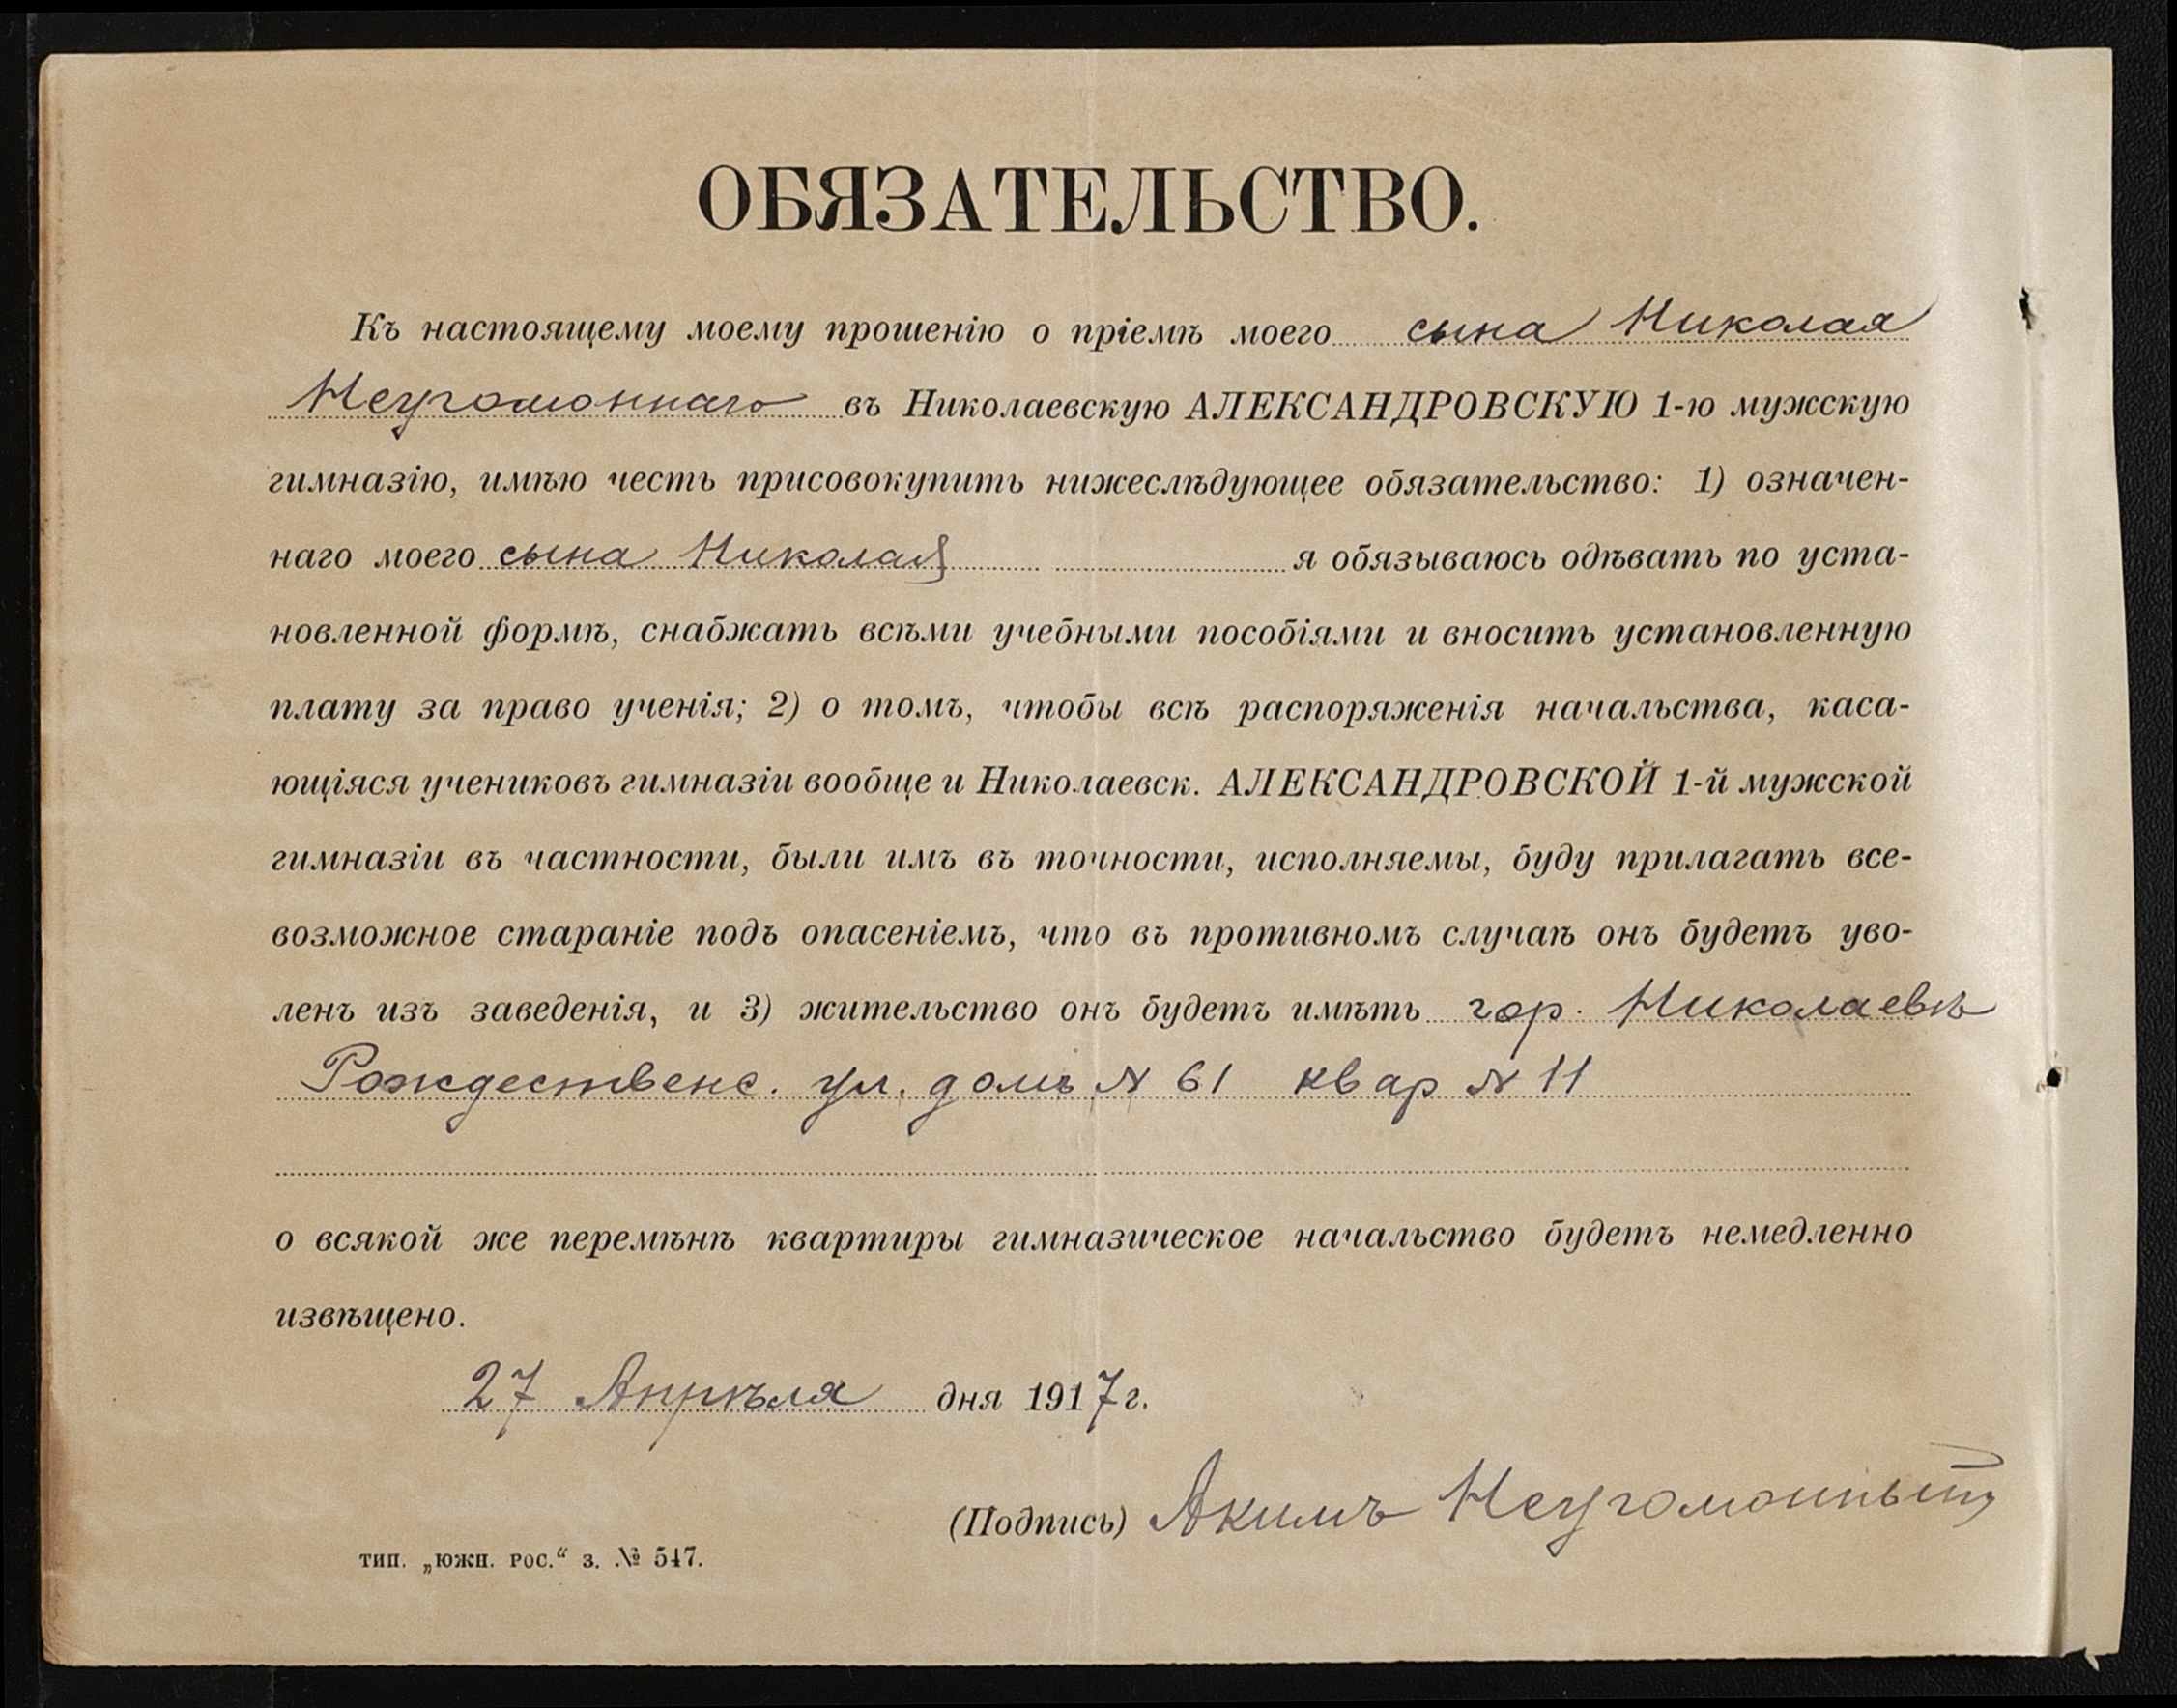 ОБЯЗАТЕЛЬСТВО.
Къ настоящему моему прошенію о пріемѣ моего сына Николая
Неугомоннаго въ Николаевскую АЛЕКСАНДРОВСКУЮ 1-ю мужскую
гимназію, имѣю честь присовокупить нижеслѣдующее обязательство: 1) означен-
наго моего сына Николая я обязываюсь одѣвать по уста-
новленной формѣ, снабжать всѣми учебными пособіями и вносить установленную
плату за право ученія; 2) о томъ, чтобы всѣ распоряженія начальства, каса-
ющіяся учениковъ гимназіи вообще и Николаевск. АЛЕКСАНДРОВСКОЙ 1-й мужской
гимназіи въ частности, были имъ въ точности, исполняемы, буду прилагать все-
возможное стараніе подъ опасеніемъ, что въ противномъ случаѣ онъ будетъ уво-
ленъ изъ заведенія, и 3) жительство онъ будетъ имѣть гор. Николаевѣ
Рождественс. ул. домъ № 61 квар № 11
о всякой же перемѣнѣ квартиры гимназическое начальство будетъ немедленно
извѣщено.
27 Апрѣля дня 1917 г.
(Подпись) Акимъ Неугомонный
тип. „южн. рос.“ з. № 547.